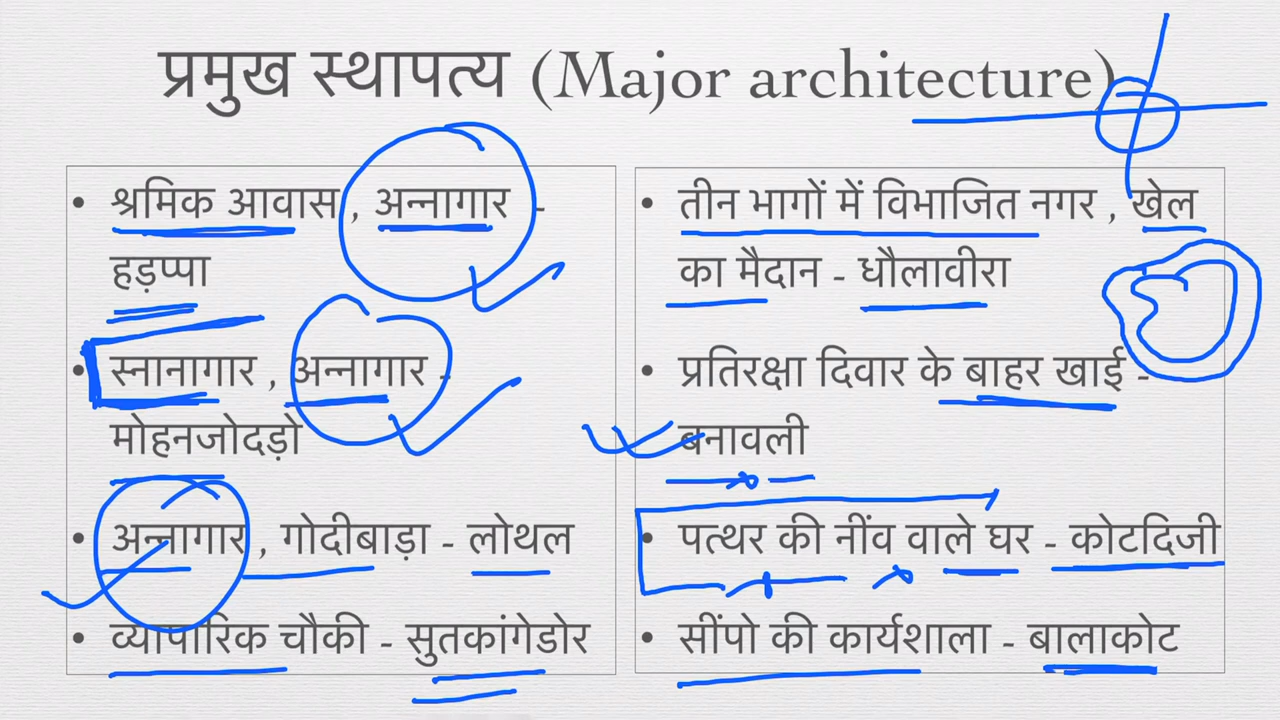 प्रमुख स्थापत्य (Major architecture)
• श्रमिक आवास , अन्नागार -
हड़प्पा
• स्नानागार , अन्नागार -
मोहनजोदड़ो
• अन्नागार , गोदीबाड़ा - लोथल
• व्यापारिक चौकी - सुतकांगेडोर
• तीन भागों में विभाजित नगर , खेल
का मैदान - धौलावीरा
• प्रतिरक्षा दिवार के बाहर खाई -
बनावली
• पत्थर की नींव वाले घर - कोटदिजी
• सींपो की कार्यशाला - बालाकोट